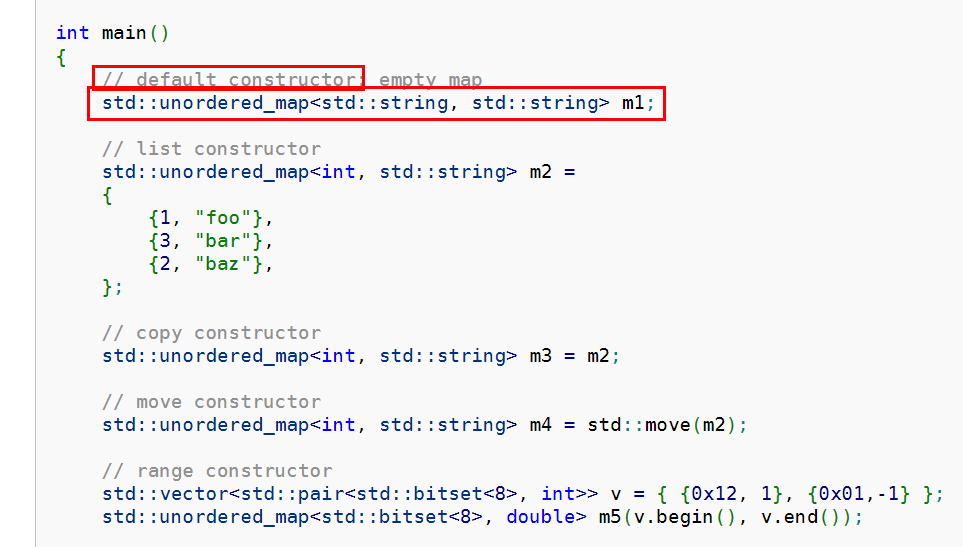 int main()
{
// default constructor: empty map
std::unordered_map<std::string, std::string> m1;
// list constructor
std::unordered_map<int, std::string> m2 =
{
{1, "foo"},
{3, "bar"},
{2, "baz"},
};
// copy constructor
std::unordered_map<int, std::string> m3 = m2;
// move constructor
std::unordered_map<int, std::string> m4 = std::move(m2);
// range constructor
std::vector<std::pair<std::bitset<8>, int>> v = { {0x12, 1}, {0x01,-1} };
std::unordered_map<std::bitset<8>, double> m5(v.begin(), v.end());